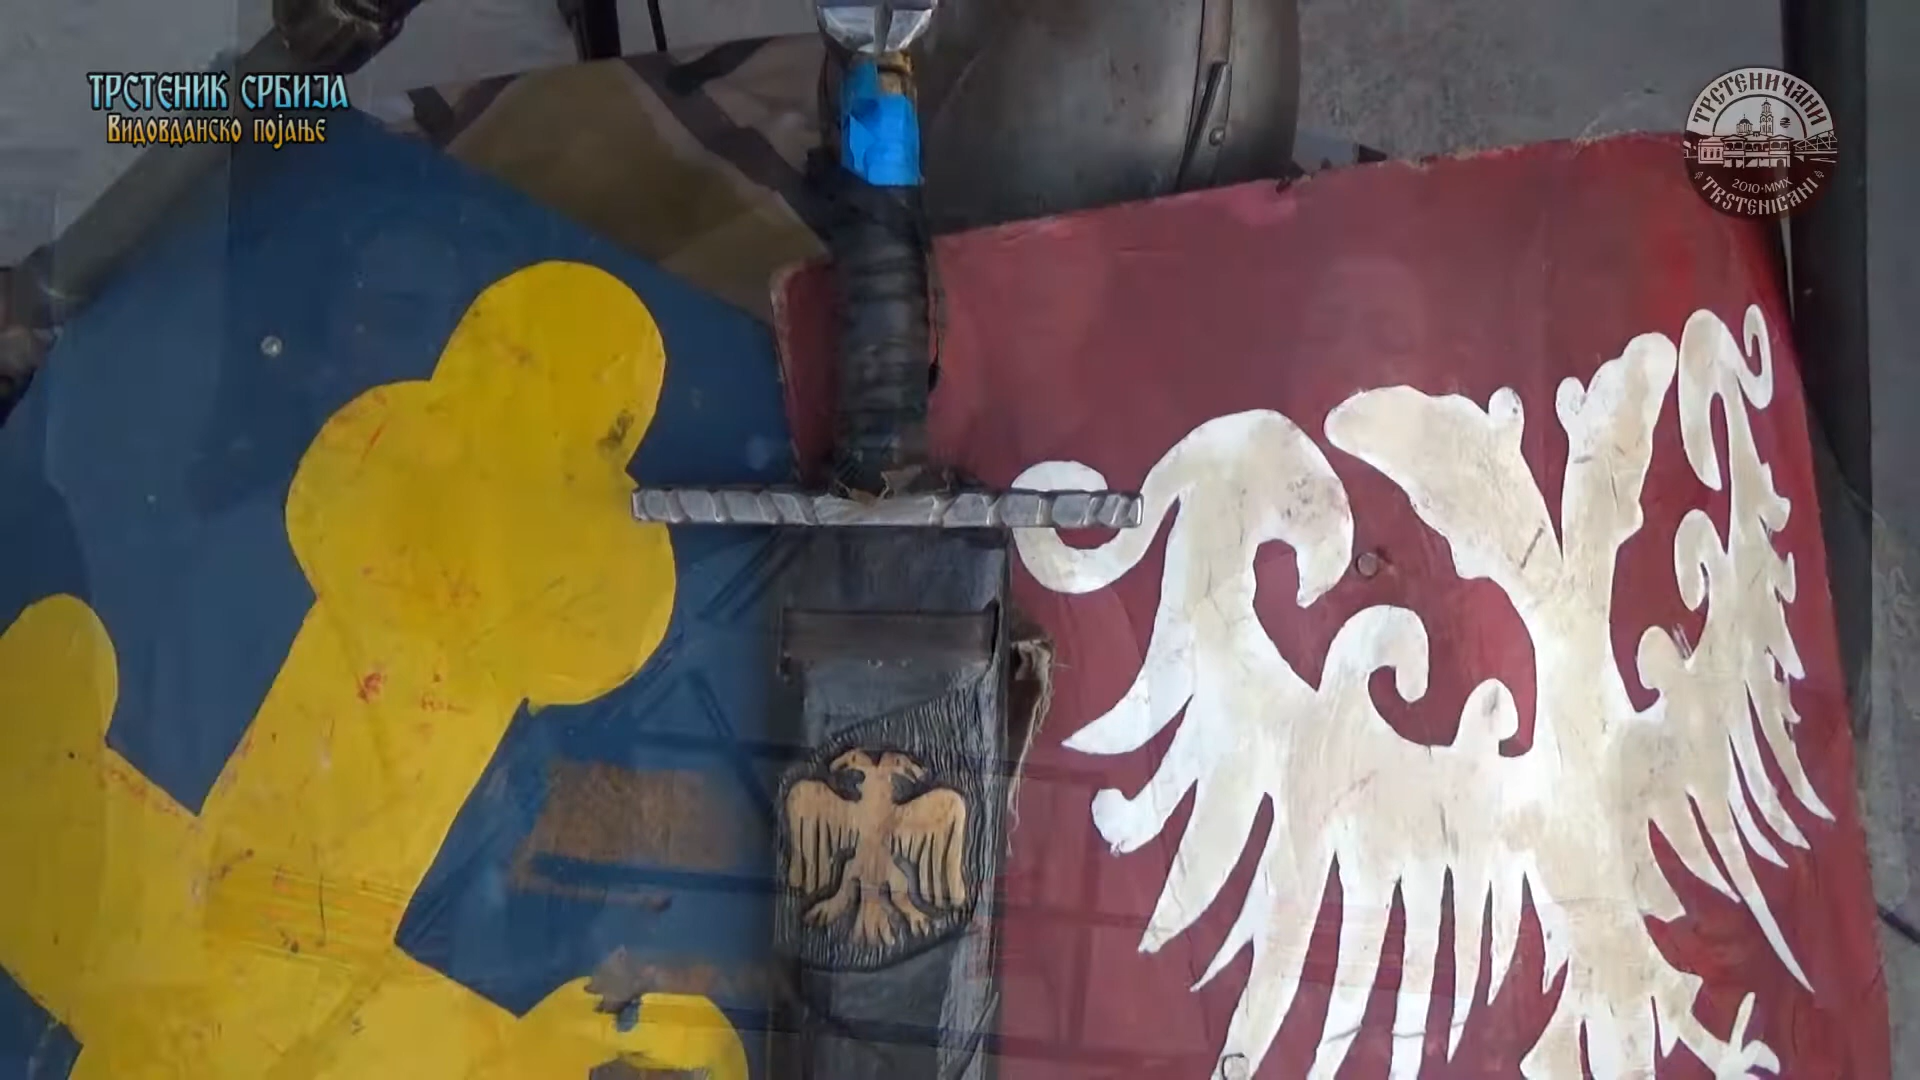 ТРСТЕНИК СРБИЈА
Видовданско појање
ТРСТЕНИЧАНИ
2010·MMX
TRSTENIČANI